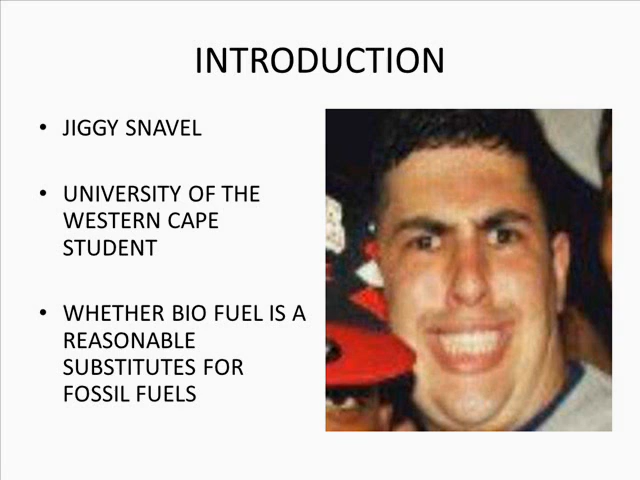 INTRODUCTION
• JIGGY SNAVEL
• UNIVERSITY OF THE
WESTERN CAPE
STUDENT
• WHETHER BIO FUEL IS A
REASONABLE
SUBSTITUTES FOR
FOSSIL FUELS